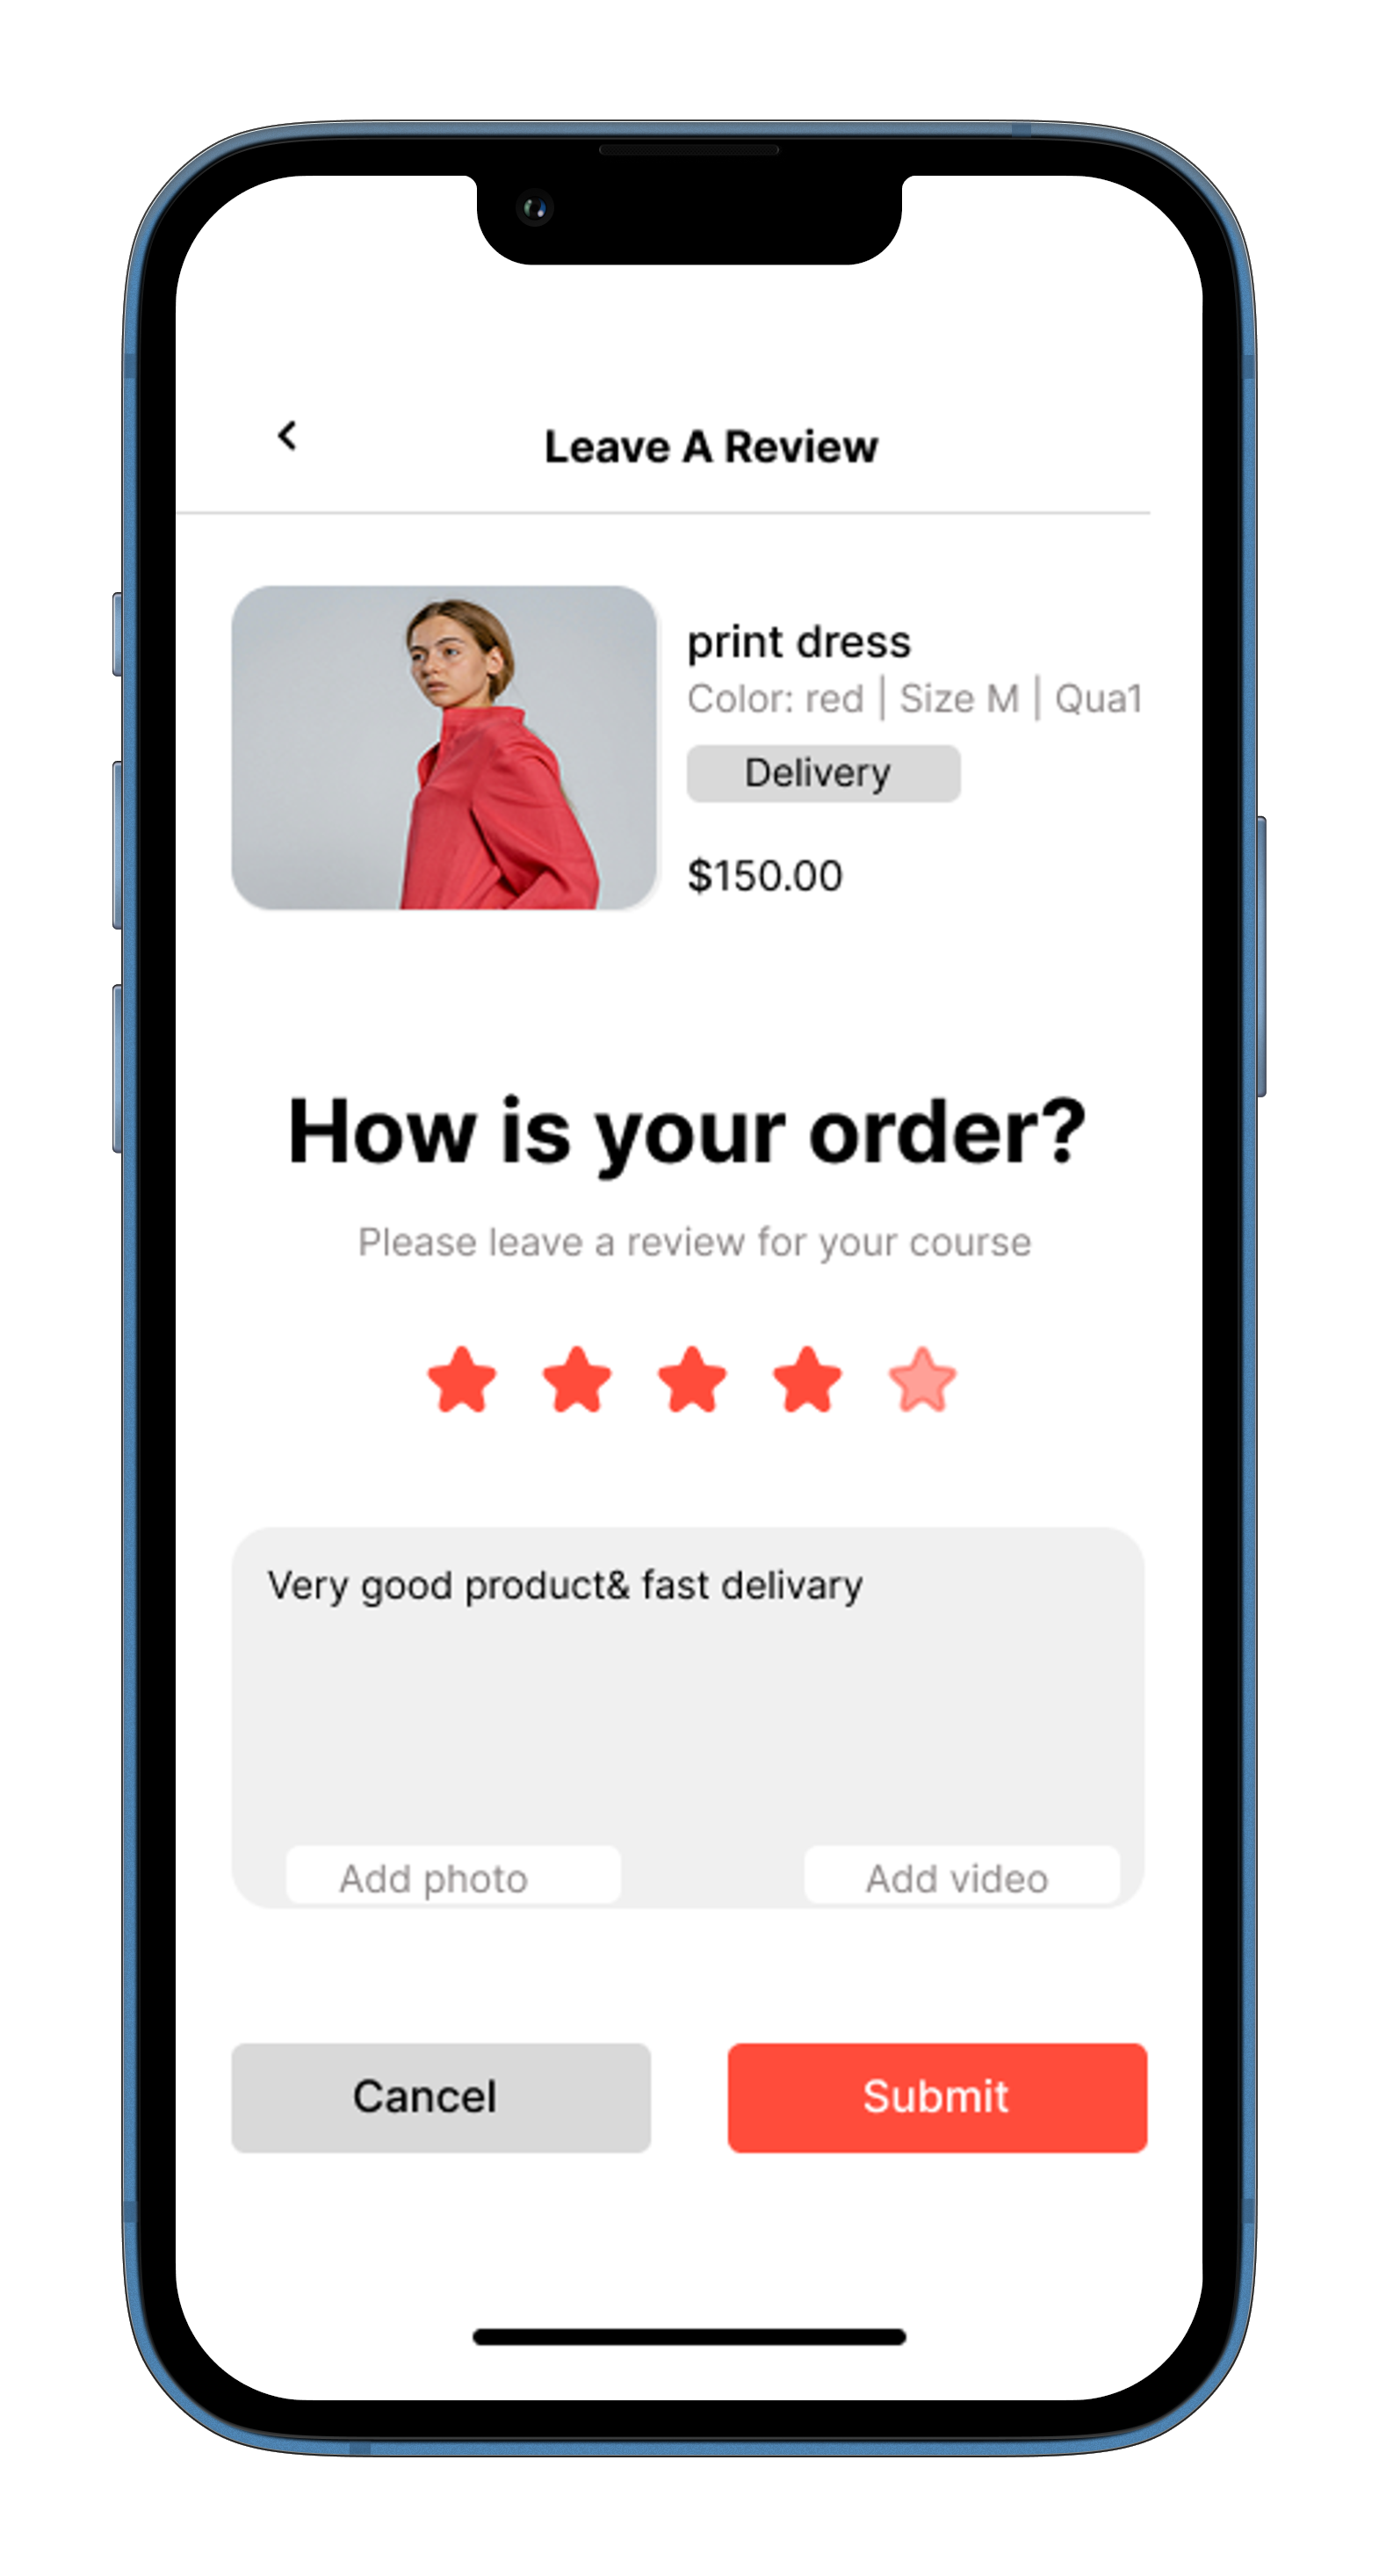 Leave A Review
print dress
Color: red | Size M | Qua1
Delivery
$150.00
How is your order?
Please leave a review for your course
Very good product& fast delivary
Add photo
Add video
Cancel
Submit